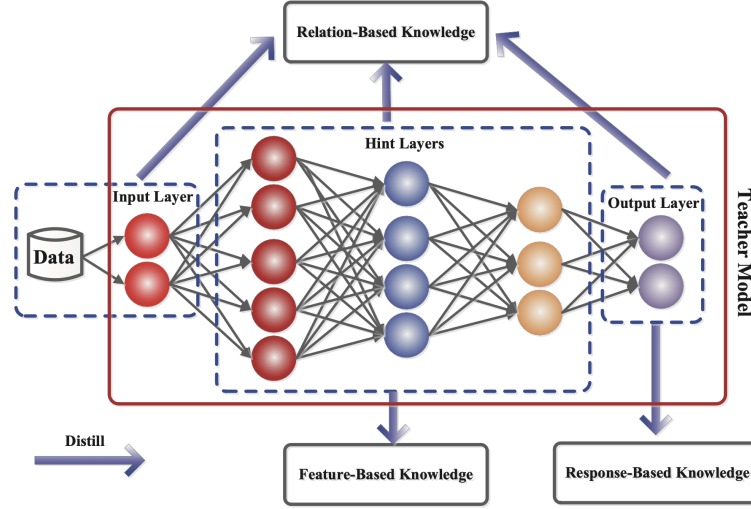 Relation-Based Knowledge
Hint Layers
Input Layer
Output Layer
Data
Teacher Model
Distill
Feature-Based Knowledge
Response-Based Knowledge